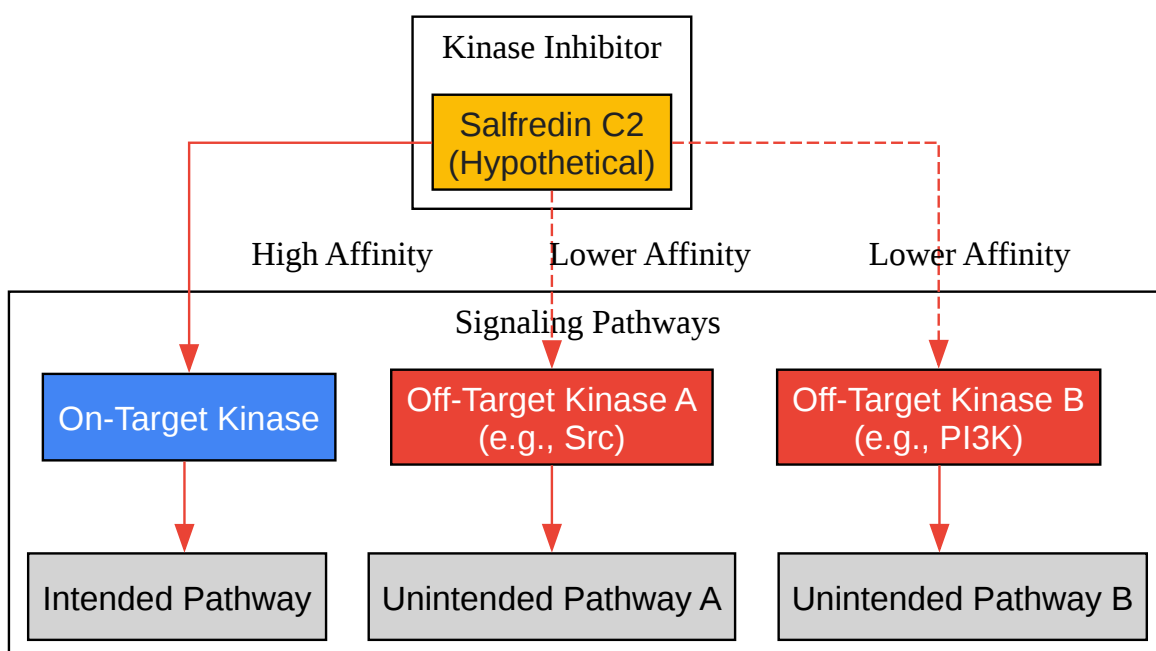 Kinase Inhibitor
Salfredin C2
(Hypothetical)
High Affinity
Lower Affinity
Lower Affinity
Signaling Pathways
On-Target Kinase
Off-Target Kinase A
(e.g., Src)
Off-Target Kinase B
(e.g., PI3K)
Intended Pathway
Unintended Pathway A
Unintended Pathway B